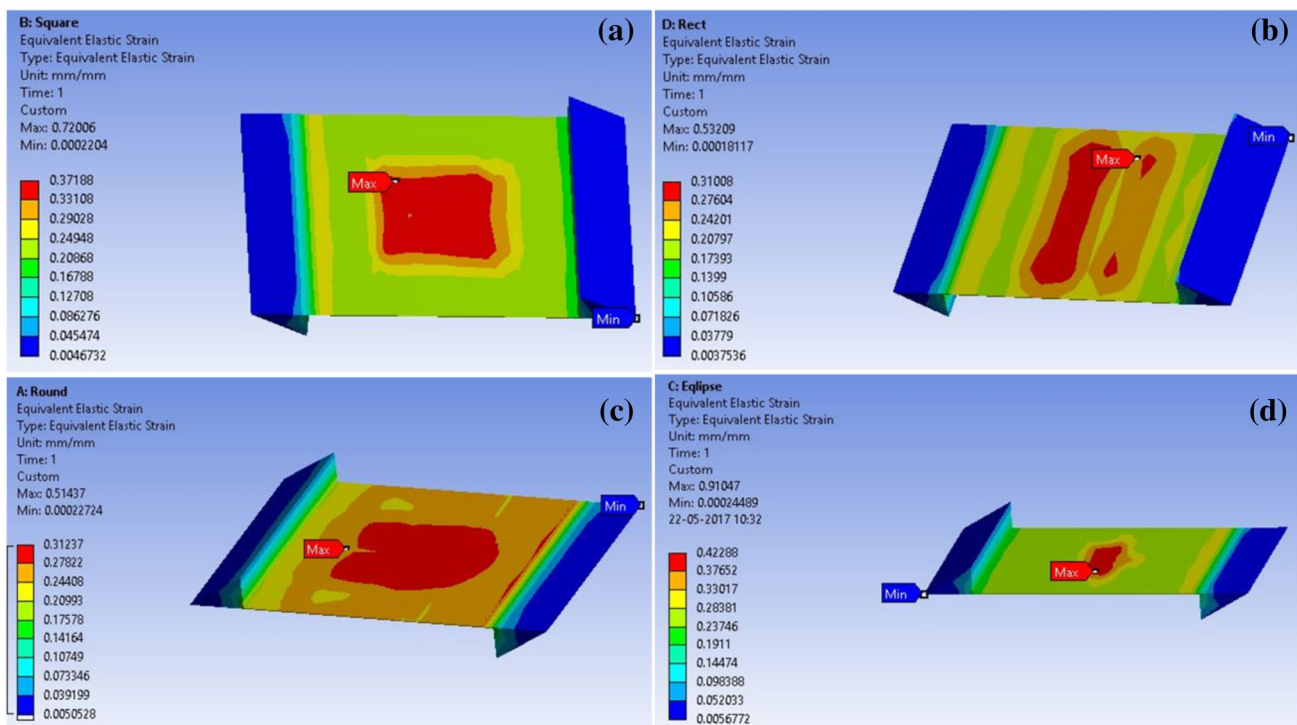 B: Square
Equivalent Elastic Strain
Type: Equivalent Elastic Strain
Unit: mm/mm
Time: 1
Custom
Max: 0.72006
Min: 0.0002204
0.37188
0.33108
0.29028
0.24948
0.20868
0.16788
0.12708
0.086276
0.045474
0.0046732
Max
Min
(a)
D: Rect
Equivalent Elastic Strain
Type: Equivalent Elastic Strain
Unit: mm/mm
Time: 1
Custom
Max: 0.53209
Min: 0.00018117
0.31008
0.27604
0.24201
0.20797
0.17393
0.1399
0.10586
0.071826
0.03779
0.0037536
Max
Min
(b)
A: Round
Equivalent Elastic Strain
Type: Equivalent Elastic Strain
Unit: mm/mm
Time: 1
Custom
Max: 0.51437
Min: 0.00022724
0.31237
0.27822
0.24408
0.20993
0.17578
0.14164
0.10749
0.073346
0.039199
0.0050528
Max
Min
(c)
C: Eqlipse
Equivalent Elastic Strain
Type: Equivalent Elastic Strain
Unit: mm/mm
Time: 1
Custom
Max: 0.91047
Min: 0.00024489
22-05-2017 10:32
0.42288
0.37652
0.33017
0.28381
0.23746
0.1911
0.14474
0.098388
0.052033
0.0056772
Max
Min
(d)